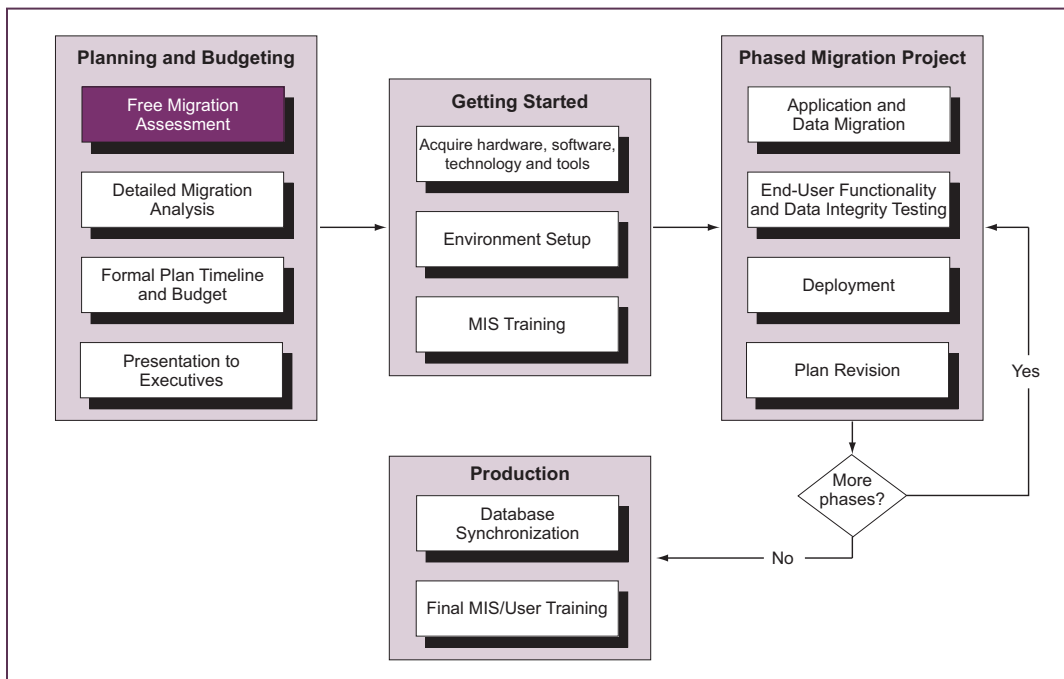 Planning and Budgeting
Free Migration
Assessment
Detailed Migration
Analysis
Formal Plan Timeline
and Budget
Presentation to
Executives
Getting Started
Acquire hardware, software,
technology and tools
Environment Setup
MIS Training
Phased Migration Project
Application and
Data Migration
End-User Functionality
and Data Integrity Testing
Deployment
Plan Revision
Yes
More
phases?
No
Production
Database
Synchronization
Final MIS/User Training